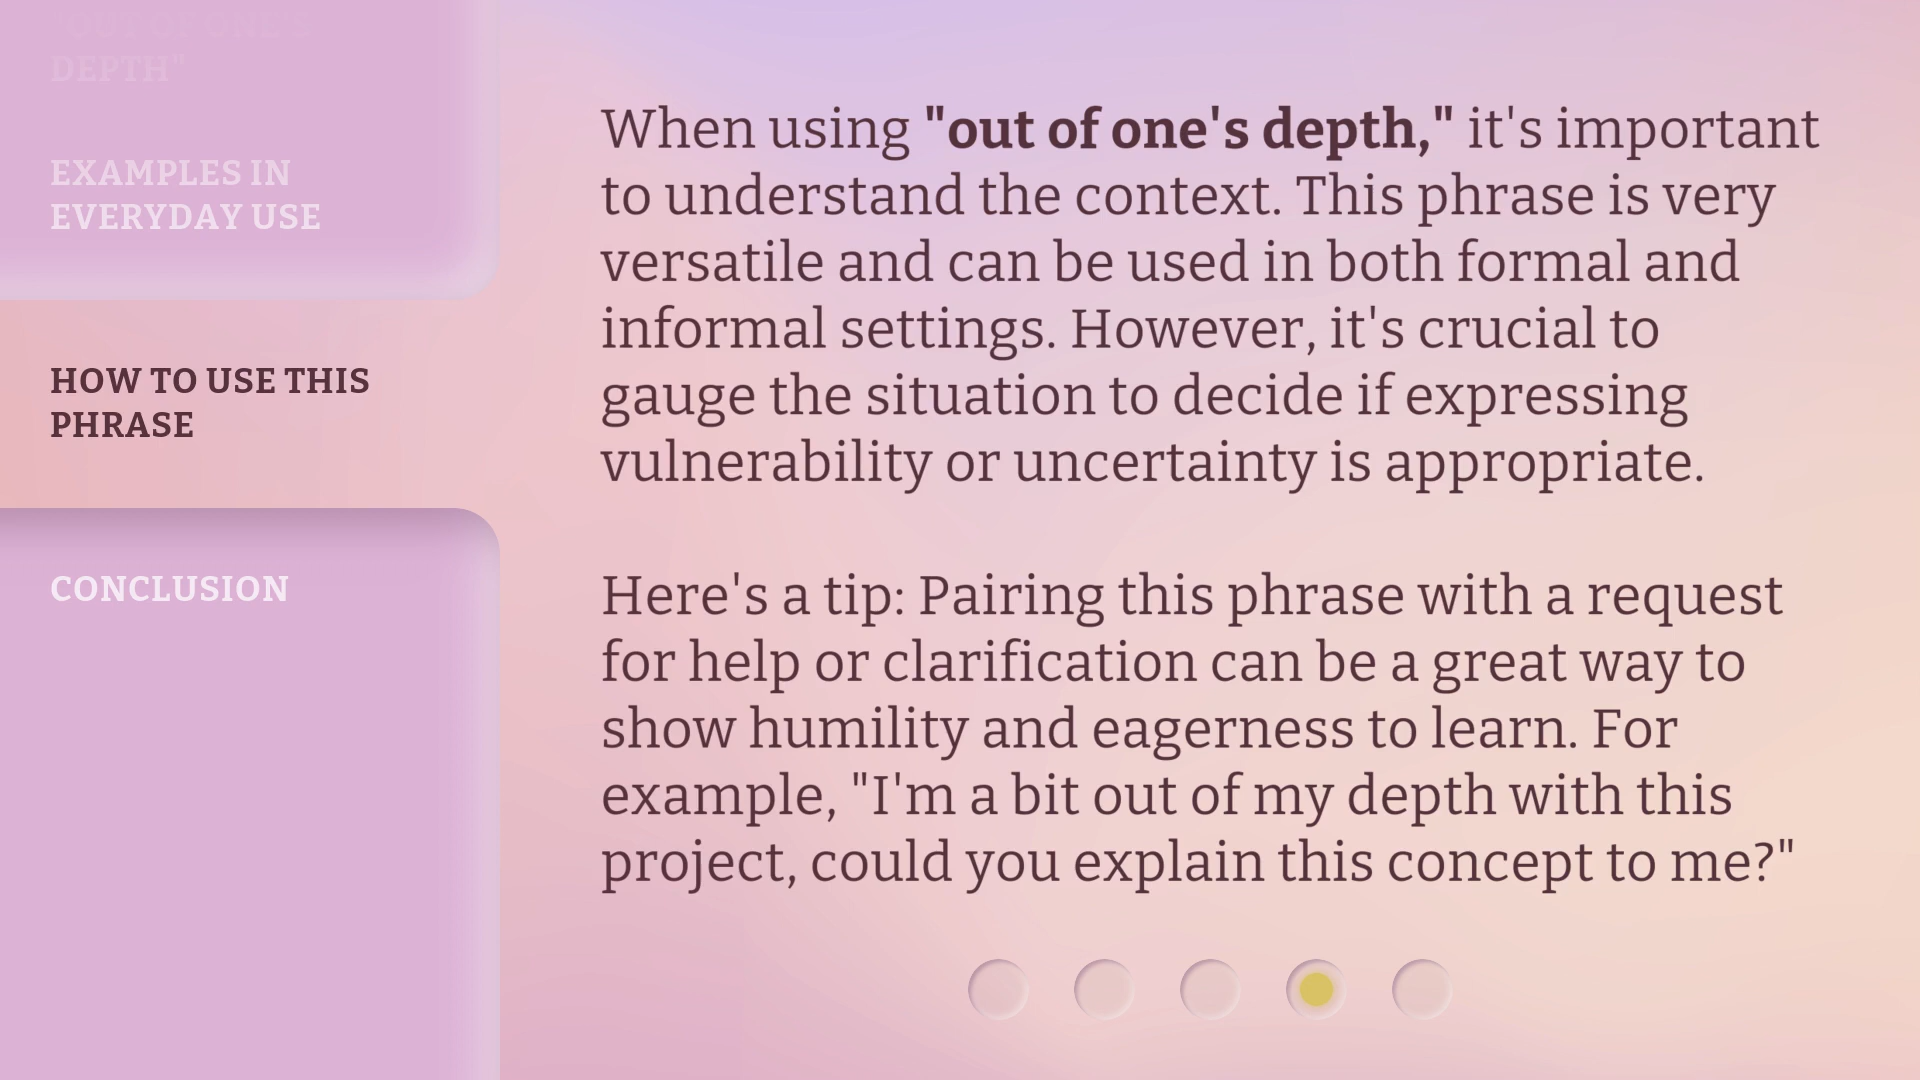 "OUT OF ONE'S
DEPTH"
EXAMPLES IN
EVERYDAY USE
HOW TO USE THIS
PHRASE
CONCLUSION
When using "out of one's depth," it's important
to understand the context. This phrase is very
versatile and can be used in both formal and
informal settings. However, it's crucial to
gauge the situation to decide if expressing
vulnerability or uncertainty is appropriate.
Here's a tip: Pairing this phrase with a request
for help or clarification can be a great way to
show humility and eagerness to learn. For
example, "I'm a bit out of my depth with this
project, could you explain this concept to me?"